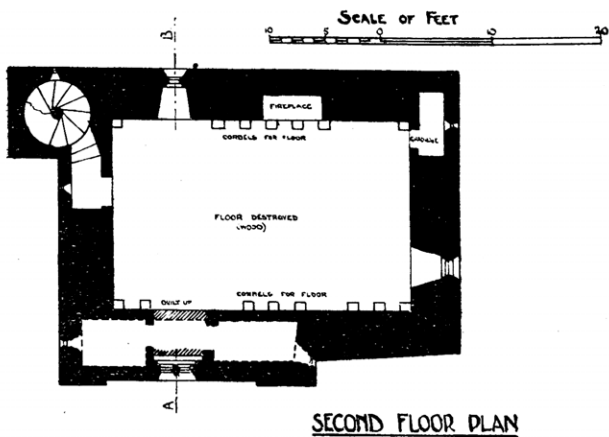 SCALE OF FEET
10 5 0 10 20
B
FIREPLACE
CORBELS FOR FLOOR
FLOOR DESTROYED
(WOOD)
BUILT UP
CORBELS FOR FLOOR
A
SECOND FLOOR PLAN